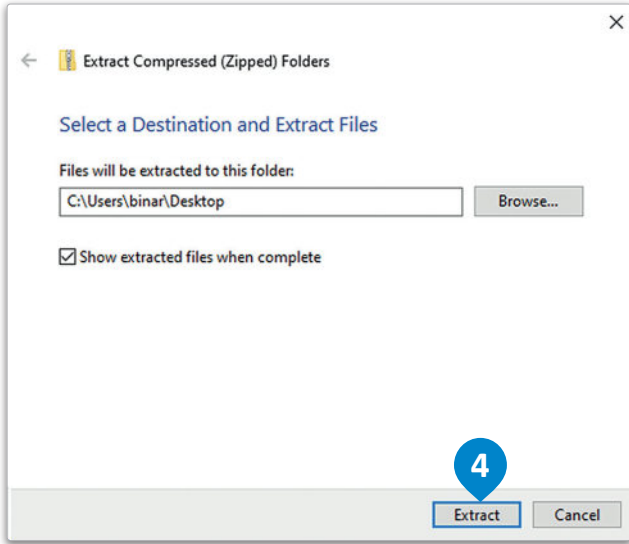 Extract Compressed (Zipped) Folders
Select a Destination and Extract Files
Files will be extracted to this folder:
C:\Users\binar\Desktop
Browse...
Show extracted files when complete
4
Extract
Cancel